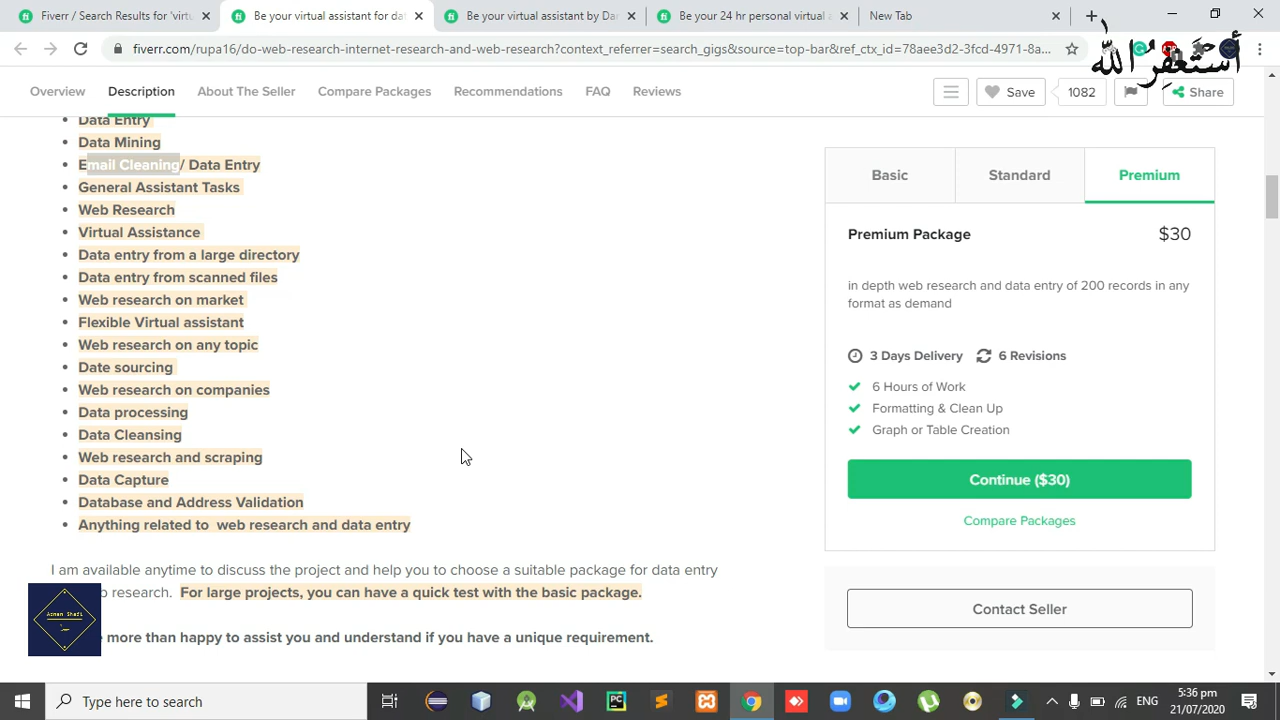 Fiverr / Search Results for 'virtu
Be your virtual assistant for da
Be your virtual assistant by Dar
Be your 24 hr personal virtual a
New Tab
fiverr.com/rupa16/do-web-research-internet-research-and-web-research?context_referrer=search_gigs&source=top-bar&ref_ctx_id=78aee3d2-3fcd-4971-8a...
أَسْتَغْفِرُ اللّٰه
Overview
Description
About The Seller
Compare Packages
Recommendations
FAQ
Reviews
Save
1082
Share
Data Entry
Data Mining
Email Cleaning/ Data Entry
General Assistant Tasks
Web Research
Virtual Assistance
Data entry from a large directory
Data entry from scanned files
Web research on market
Flexible Virtual assistant
Web research on any topic
Date sourcing
Web research on companies
Data processing
Data Cleansing
Web research and scraping
Data Capture
Database and Address Validation
Anything related to  web research and data entry
I am available anytime to discuss the project and help you to choose a suitable package for data entry
research. For large projects, you can have a quick test with the basic package.
more than happy to assist you and understand if you have a unique requirement.
Basic
Standard
Premium
Premium Package
$30
in depth web research and data entry of 200 records in any
format as demand
3 Days Delivery
6 Revisions
6 Hours of Work
Formatting & Clean Up
Graph or Table Creation
Continue ($30)
Compare Packages
Contact Seller
Type here to search
ENG
5:36 pm
21/07/2020